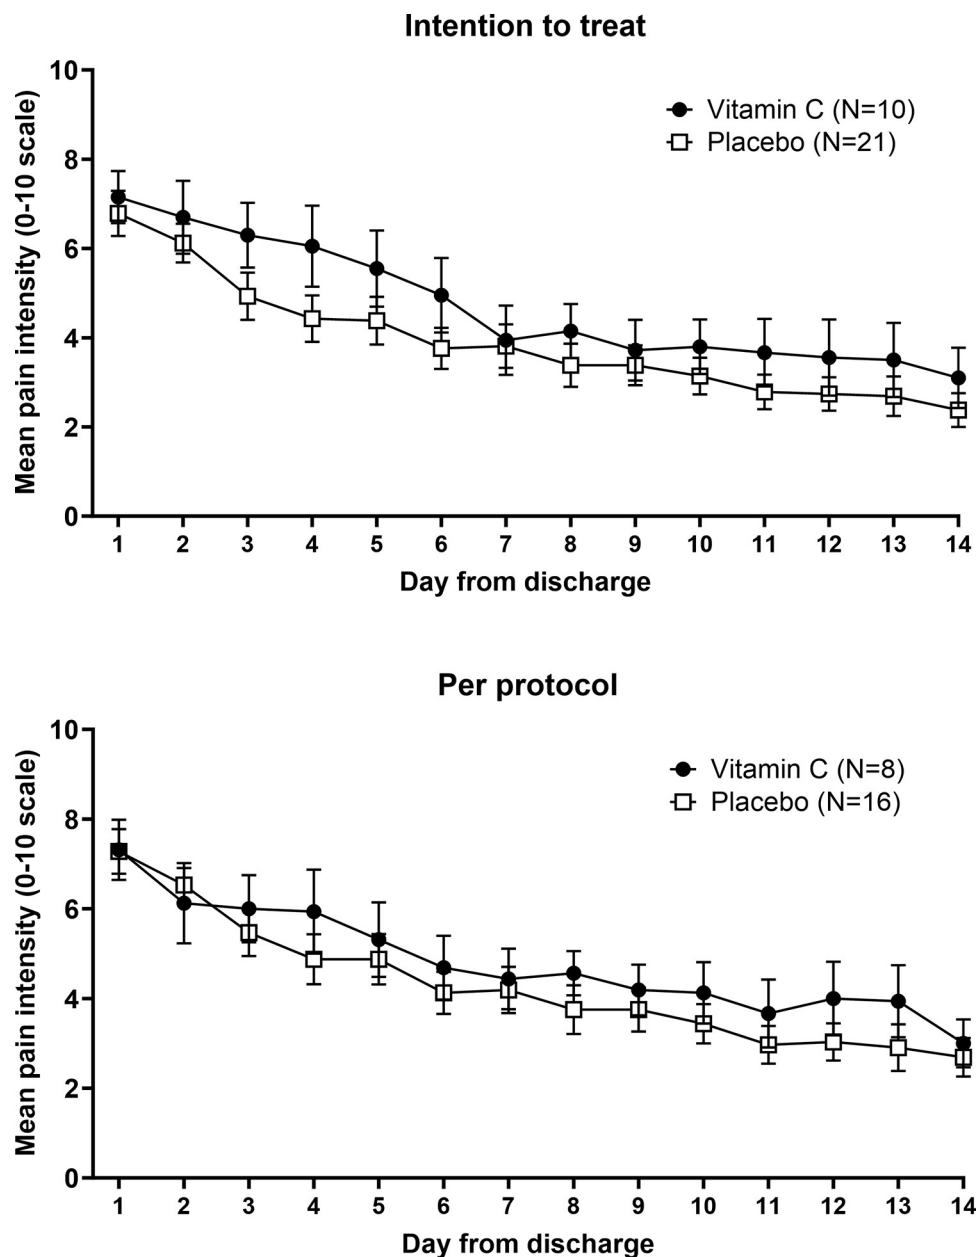 Intention to treat
Mean pain intensity (0-10 scale)
10
8
6
4
2
0
Vitamin C (N=10)
Placebo (N=21)
1 2 3 4 5 6 7 8 9 10 11 12 13 14
Day from discharge
Per protocol
Mean pain intensity (0-10 scale)
10
8
6
4
2
0
Vitamin C (N=8)
Placebo (N=16)
1 2 3 4 5 6 7 8 9 10 11 12 13 14
Day from discharge